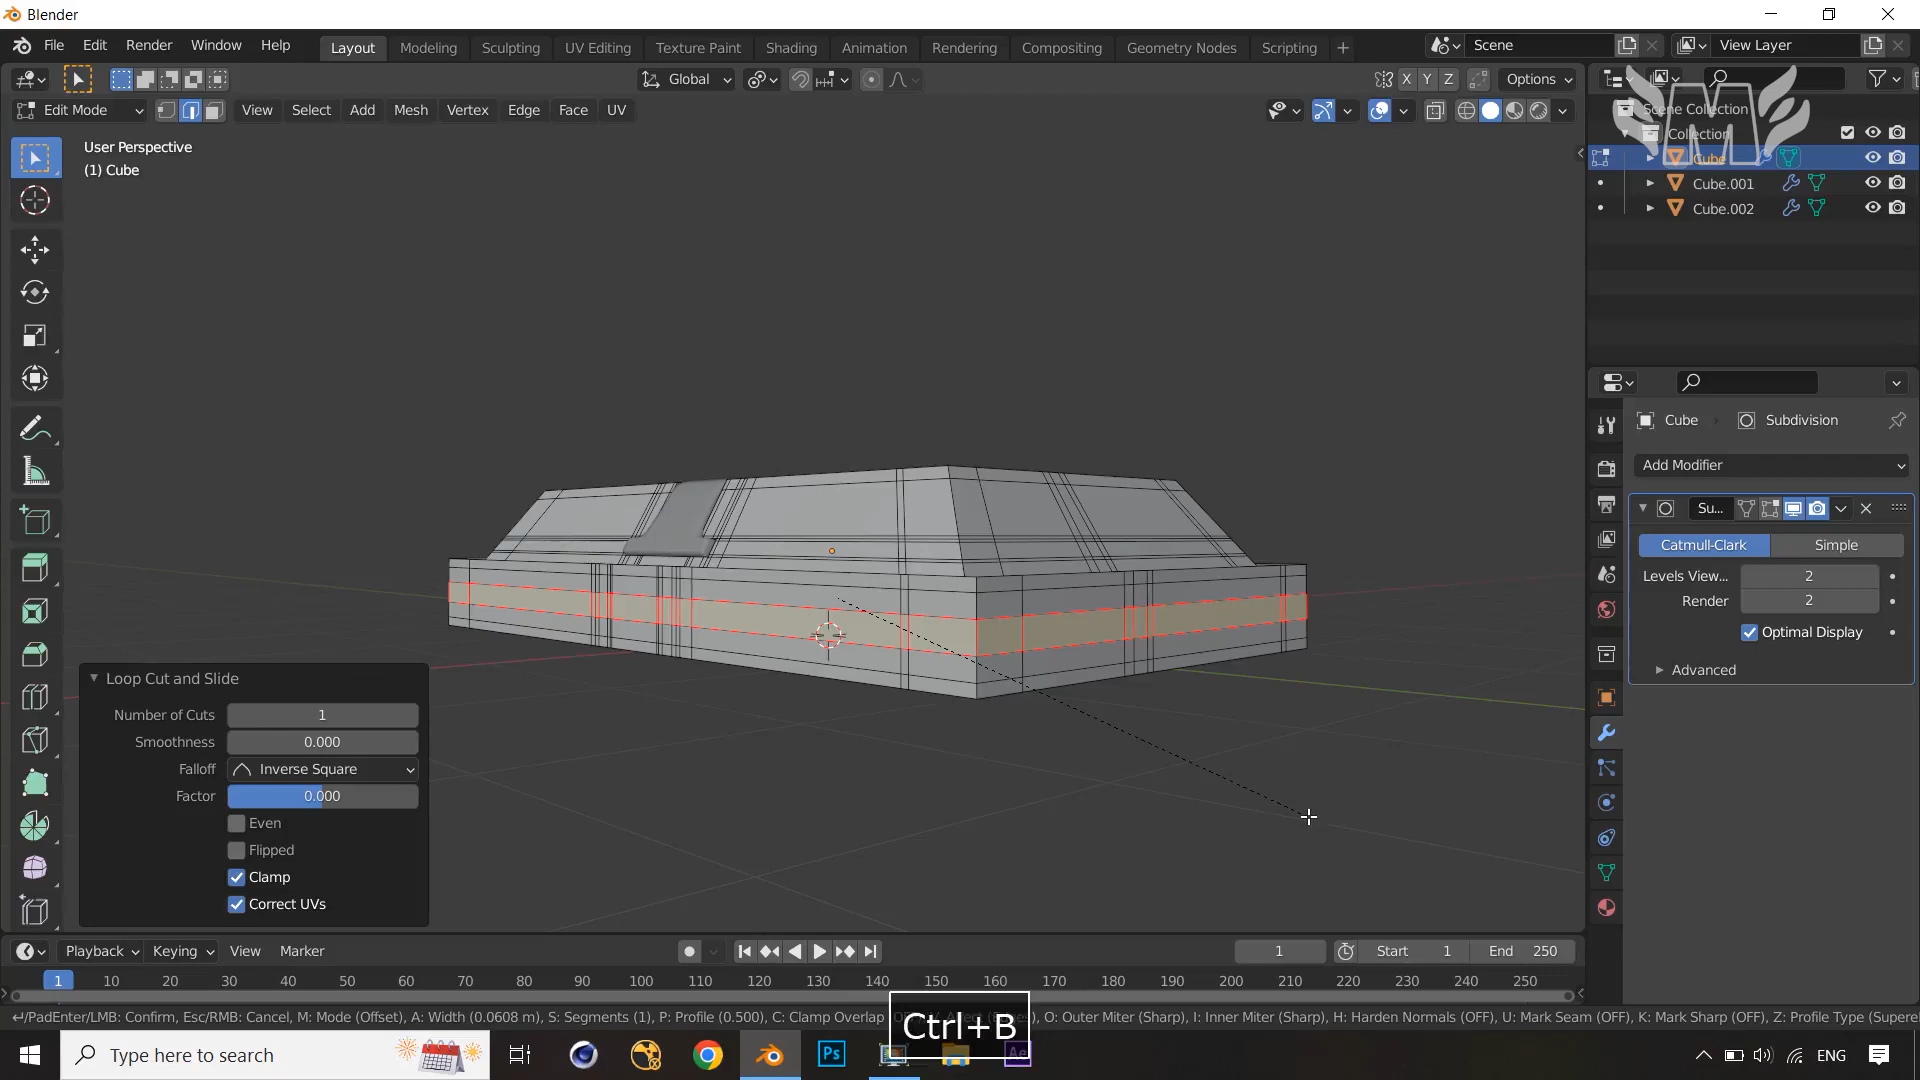 Blender
File Edit Render Window Help Layout Modeling Sculpting UV Editing Texture Paint Shading Animation Rendering Compositing Geometry Nodes Scripting + Scene View Layer
Global X Y Z Options
Edit Mode View Select Add Mesh Vertex Edge Face UV
Scene Collection
Collection
Cube
Cube.001
Cube.002
User Perspective
(1) Cube
Cube Subdivision
Add Modifier
Su...
Catmull-Clark Simple
Levels View... 2
Render 2
Optimal Display
Advanced
Loop Cut and Slide
Number of Cuts 1
Smoothness 0.000
Falloff Inverse Square
Factor 0.000
Even
Flipped
Clamp
Correct UVs
Playback Keying View Marker 1 Start 1 End 250
1 10 20 30 40 50 60 70 80 90 100 110 120 130 140 150 160 170 180 190 200 210 220 230 240 250
/PadEnter/LMB: Confirm, Esc/RMB: Cancel, M: Mode (Offset), A: Width (0.0608 m), S: Segments (1), P: Profile (0.500), C: Clamp Overlap O: Outer Miter (Sharp), I: Inner Miter (Sharp), H: Harden Normals (OFF), U: Mark Seam (OFF), K: Mark Sharp (OFF), Z: Profile Type (Supere
Ctrl+B
Type here to search Ps Ae ENG